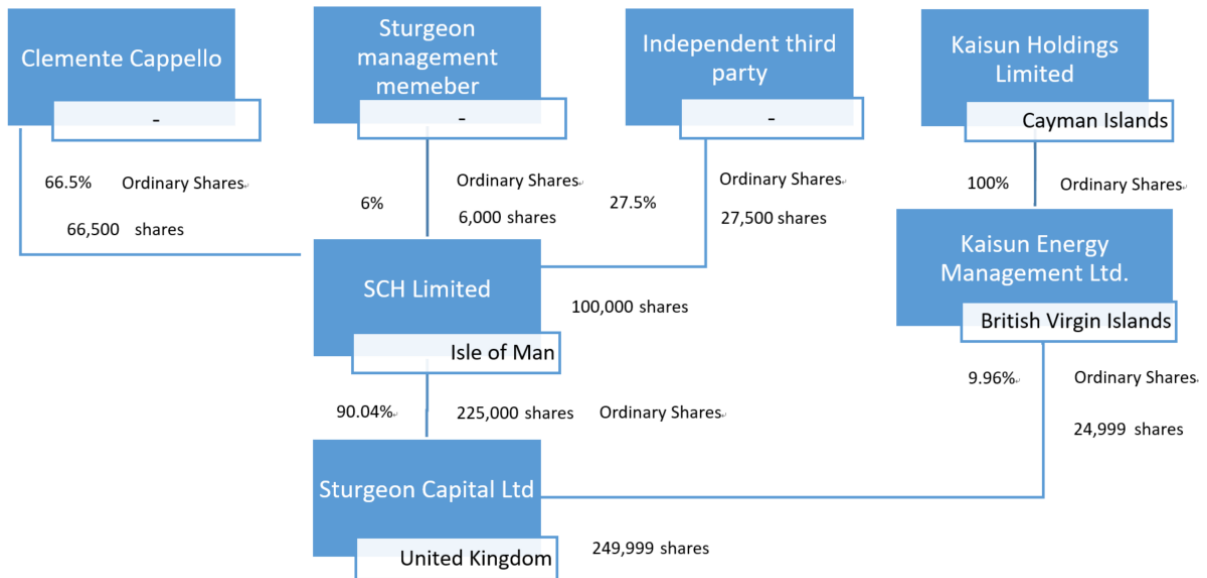 Clemente Cappello
-
Sturgeon
management
memeber
-
Independent third
party
-
Kaisun Holdings
Limited
Cayman Islands
66.5% Ordinary Shares
66,500 shares
6%
Ordinary Shares
6,000 shares
27.5%
Ordinary Shares
27,500 shares
100% Ordinary Shares
SCH Limited
Isle of Man
100,000 shares
Kaisun Energy
Management Ltd.
British Virgin Islands
90.04% 225,000 shares Ordinary Shares
9.96% Ordinary Shares
24,999 shares
Sturgeon Capital Ltd
United Kingdom
249,999 shares